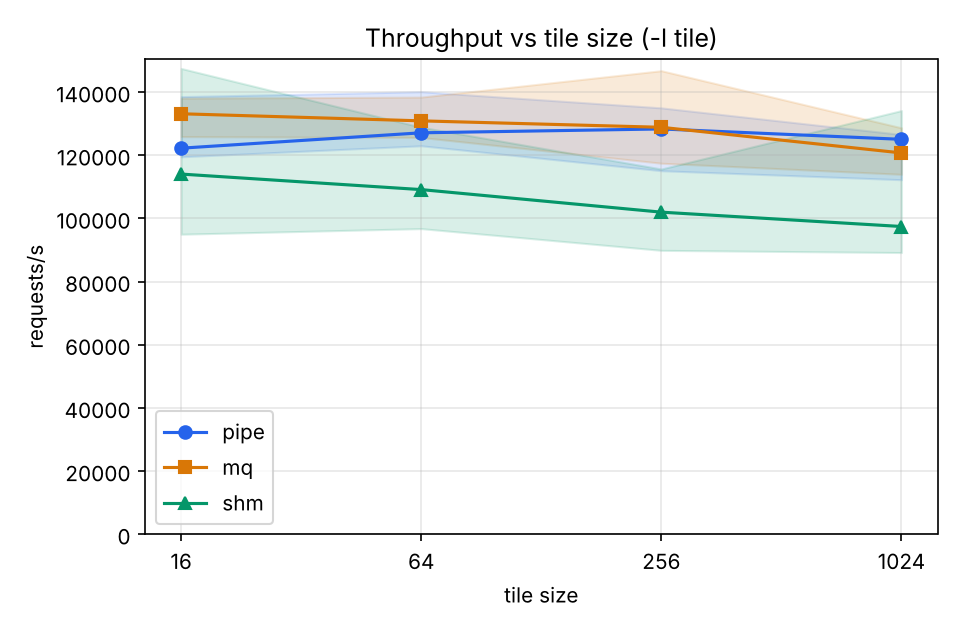 Throughput vs tile size (-l tile)
requests/s
140000
120000
100000
80000
60000
40000
20000
0
pipe
mq
shm
16 64 256 1024
tile size